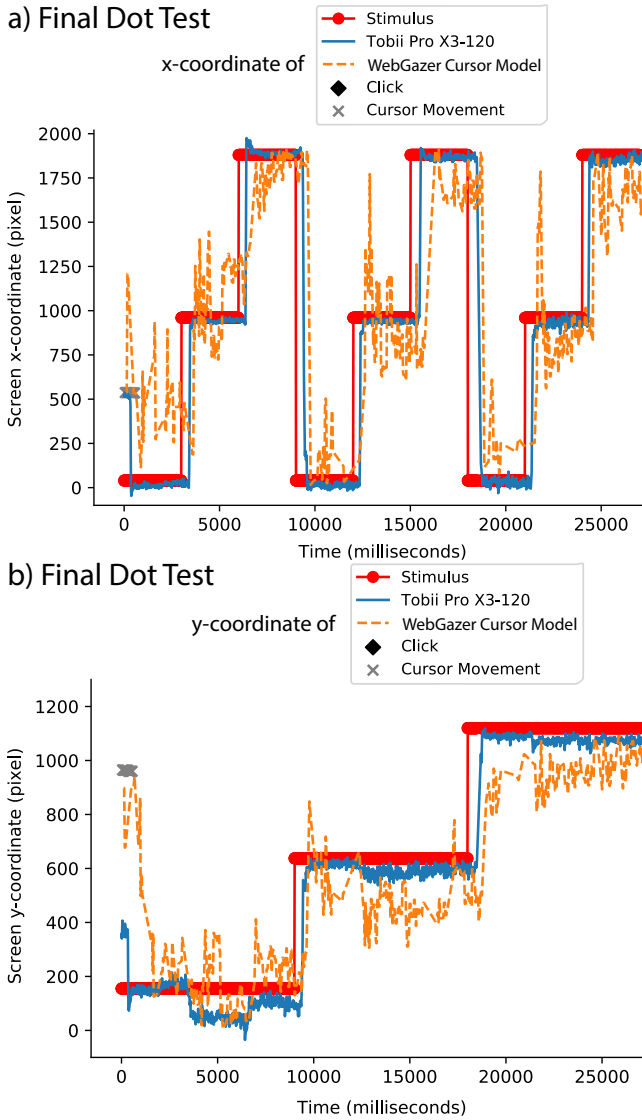 a) Final Dot Test
x-coordinate of
Stimulus
Tobii Pro X3-120
WebGazer Cursor Model
Click
Cursor Movement
Screen x-coordinate (pixel)
2000
1750
1500
1250
1000
750
500
250
0
0 5000 10000 15000 20000 25000
Time (milliseconds)
b) Final Dot Test
y-coordinate of
Stimulus
Tobii Pro X3-120
WebGazer Cursor Model
Click
Cursor Movement
Screen y-coordinate (pixel)
1200
1000
800
600
400
200
0
0 5000 10000 15000 20000 25000
Time (milliseconds)